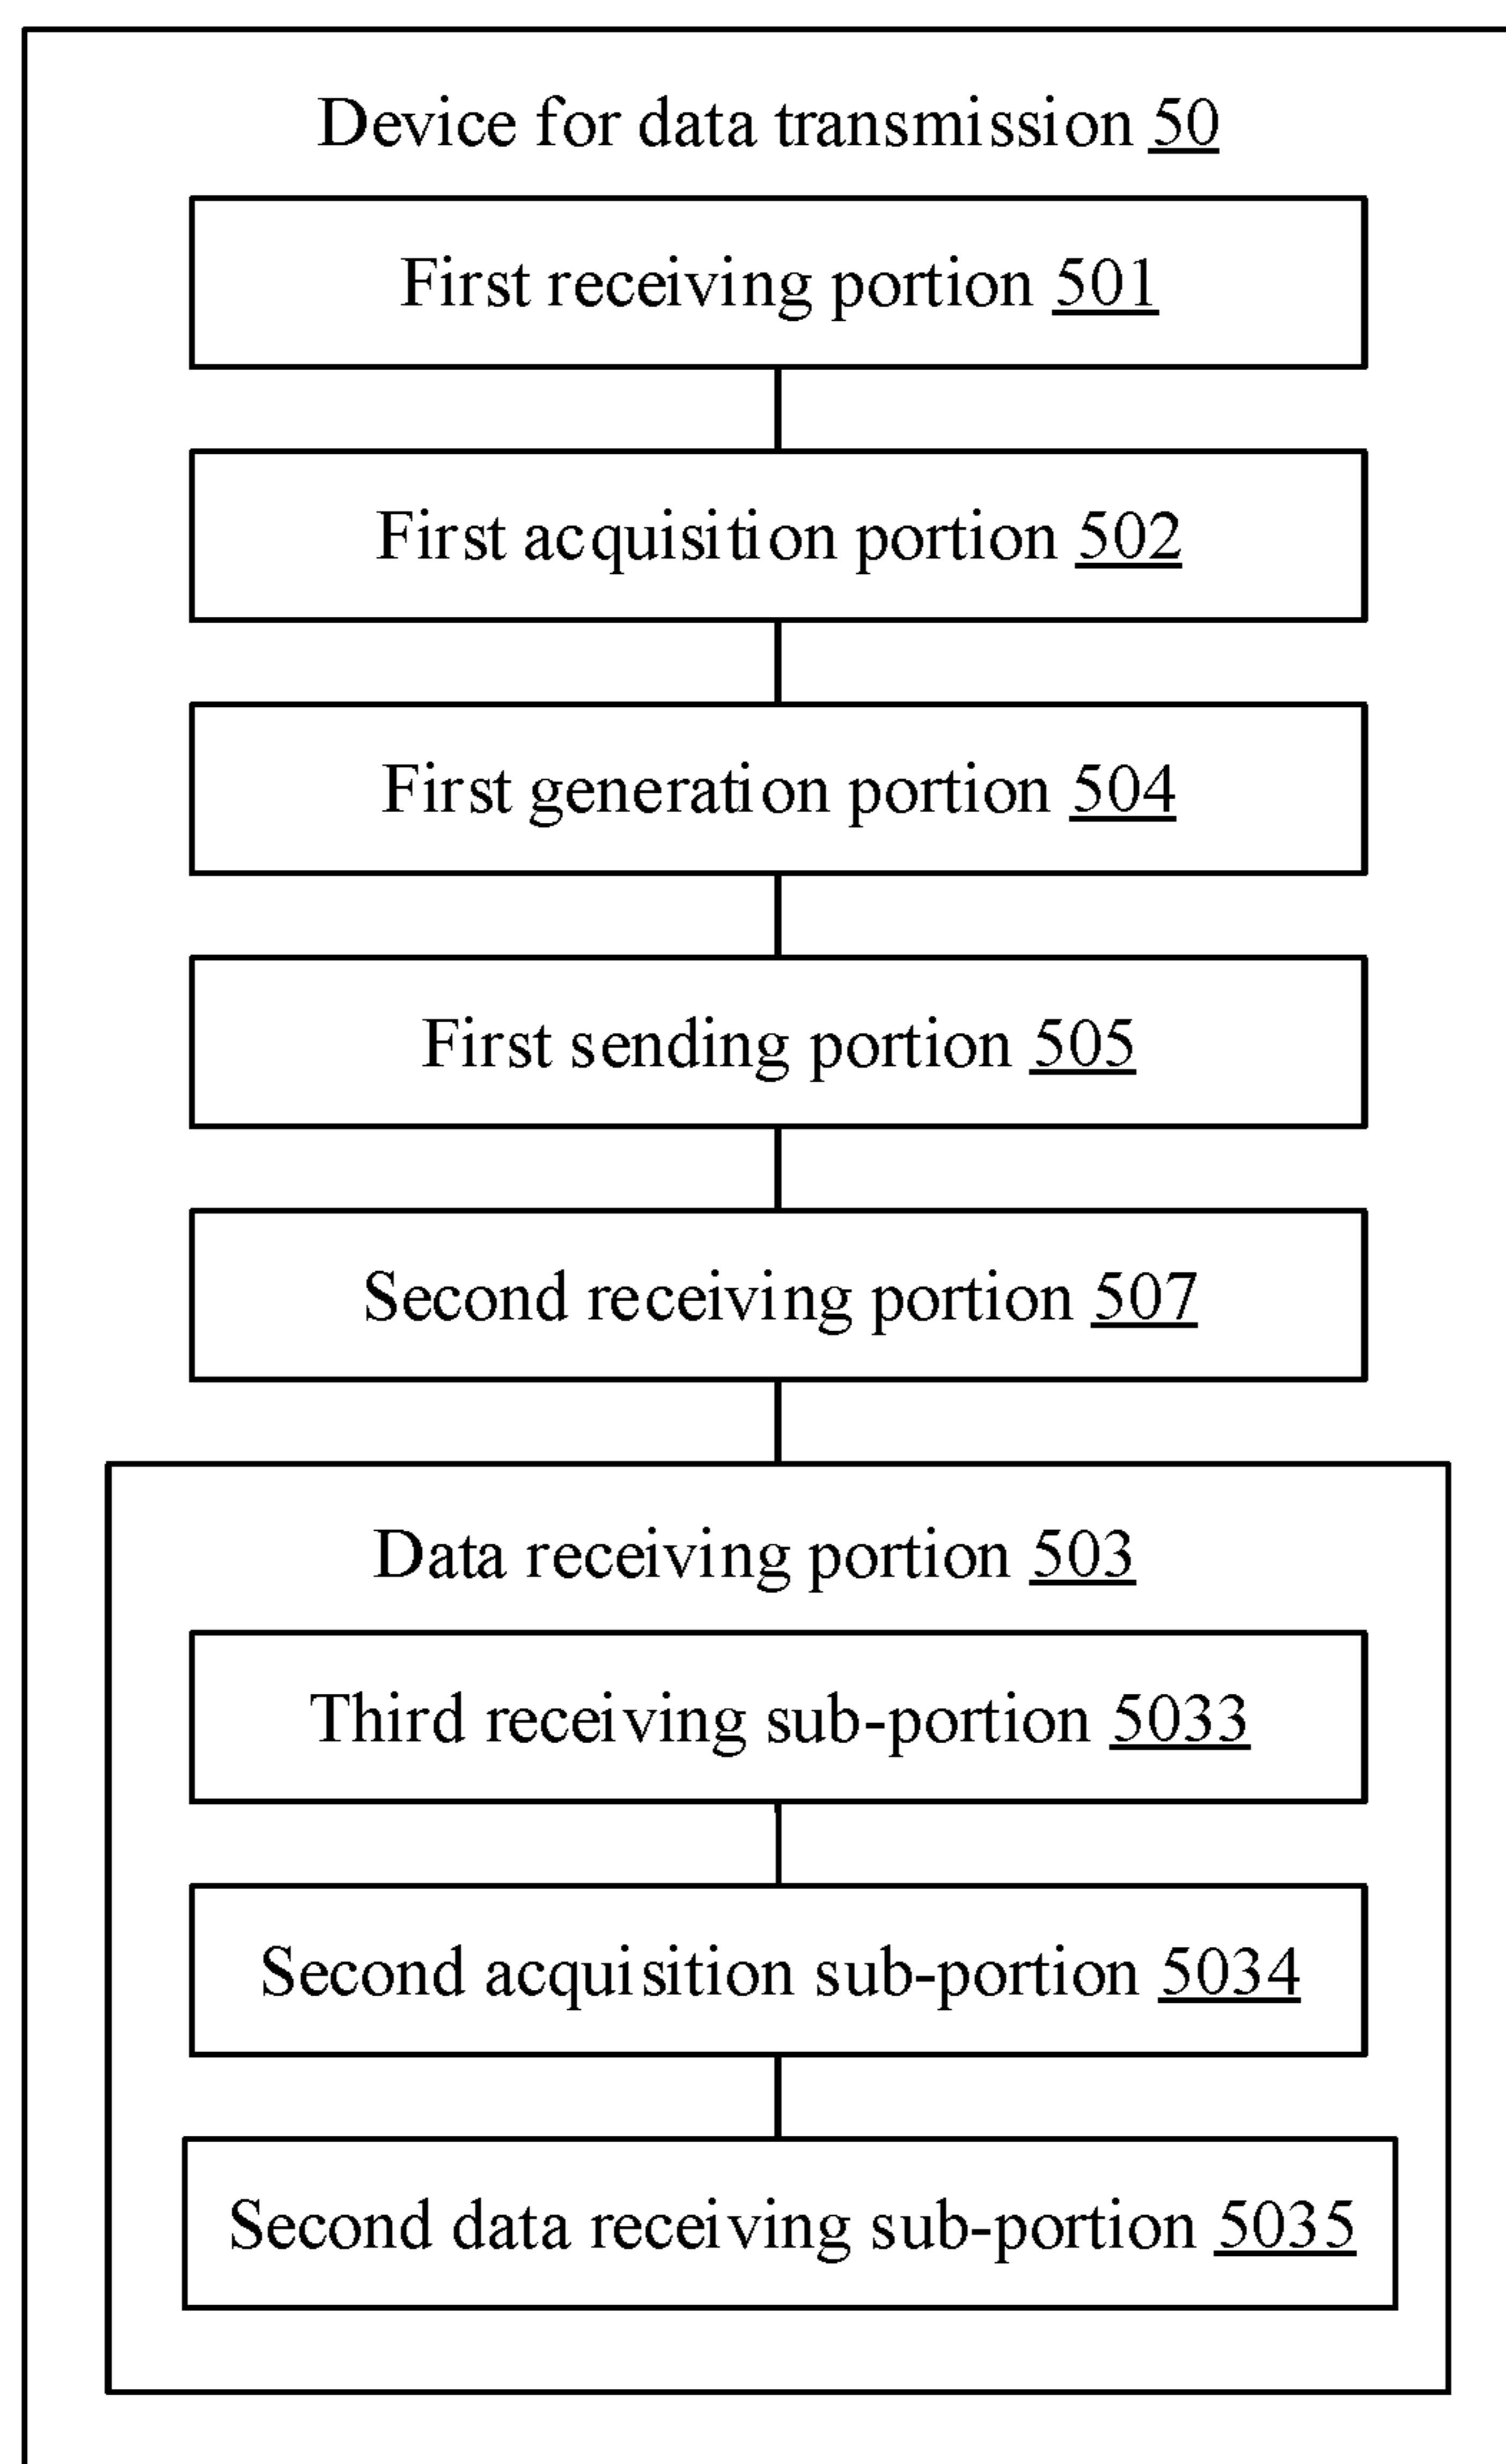 Device for data transmission 50
First receiving portion 501
First acquisition portion 502
First generation portion 504
First sending portion 505
Second receiving portion 507
Data receiving portion 503
Third receiving sub-portion 5033
Second acquisition sub-portion 5034
Second data receiving sub-portion 5035